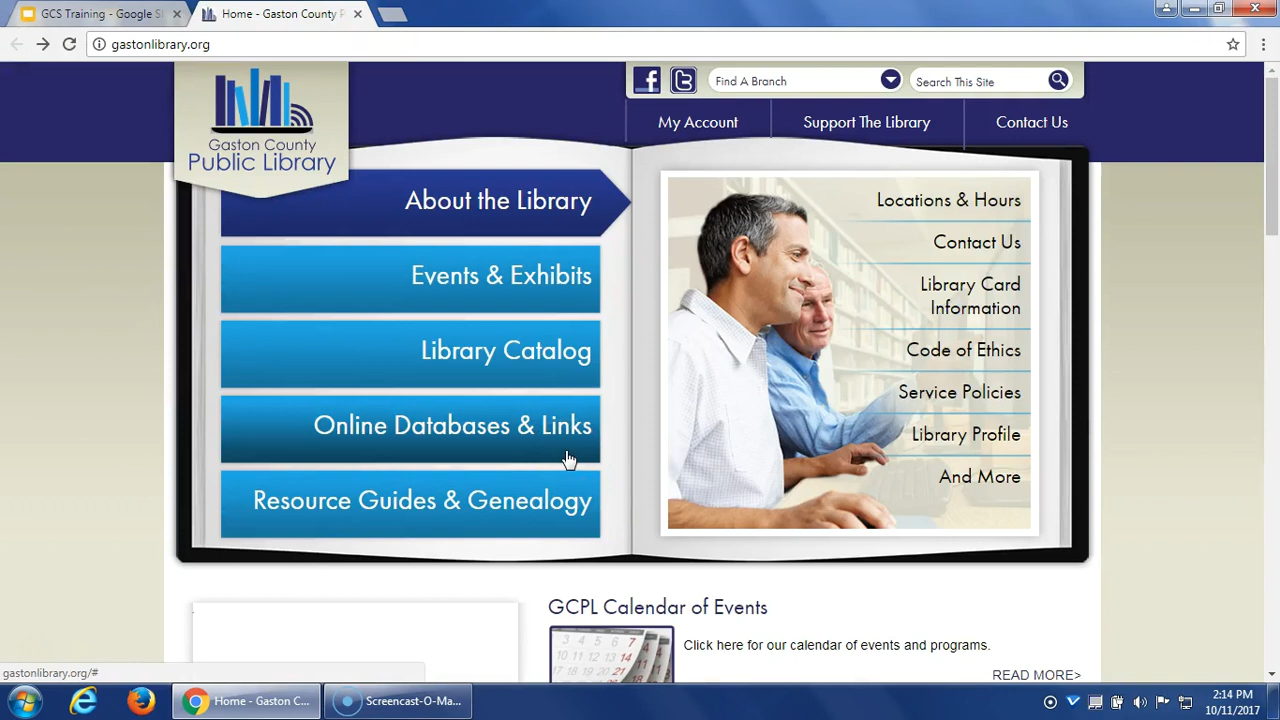 GCS Training - Google Sl
Home - Gaston County P
gastonlibrary.org
Find A Branch
Search This Site
My Account
Support The Library
Contact Us
Gaston County
Public Library
About the Library
Events & Exhibits
Library Catalog
Online Databases & Links
Resource Guides & Genealogy
Locations & Hours
Contact Us
Library Card
Information
Code of Ethics
Service Policies
Library Profile
And More
GCPL Calendar of Events
Click here for our calendar of events and programs.
READ MORE>
gastonlibrary.org/#
Home - Gaston C...
Screencast-O-Ma...
2:14 PM
10/11/2017